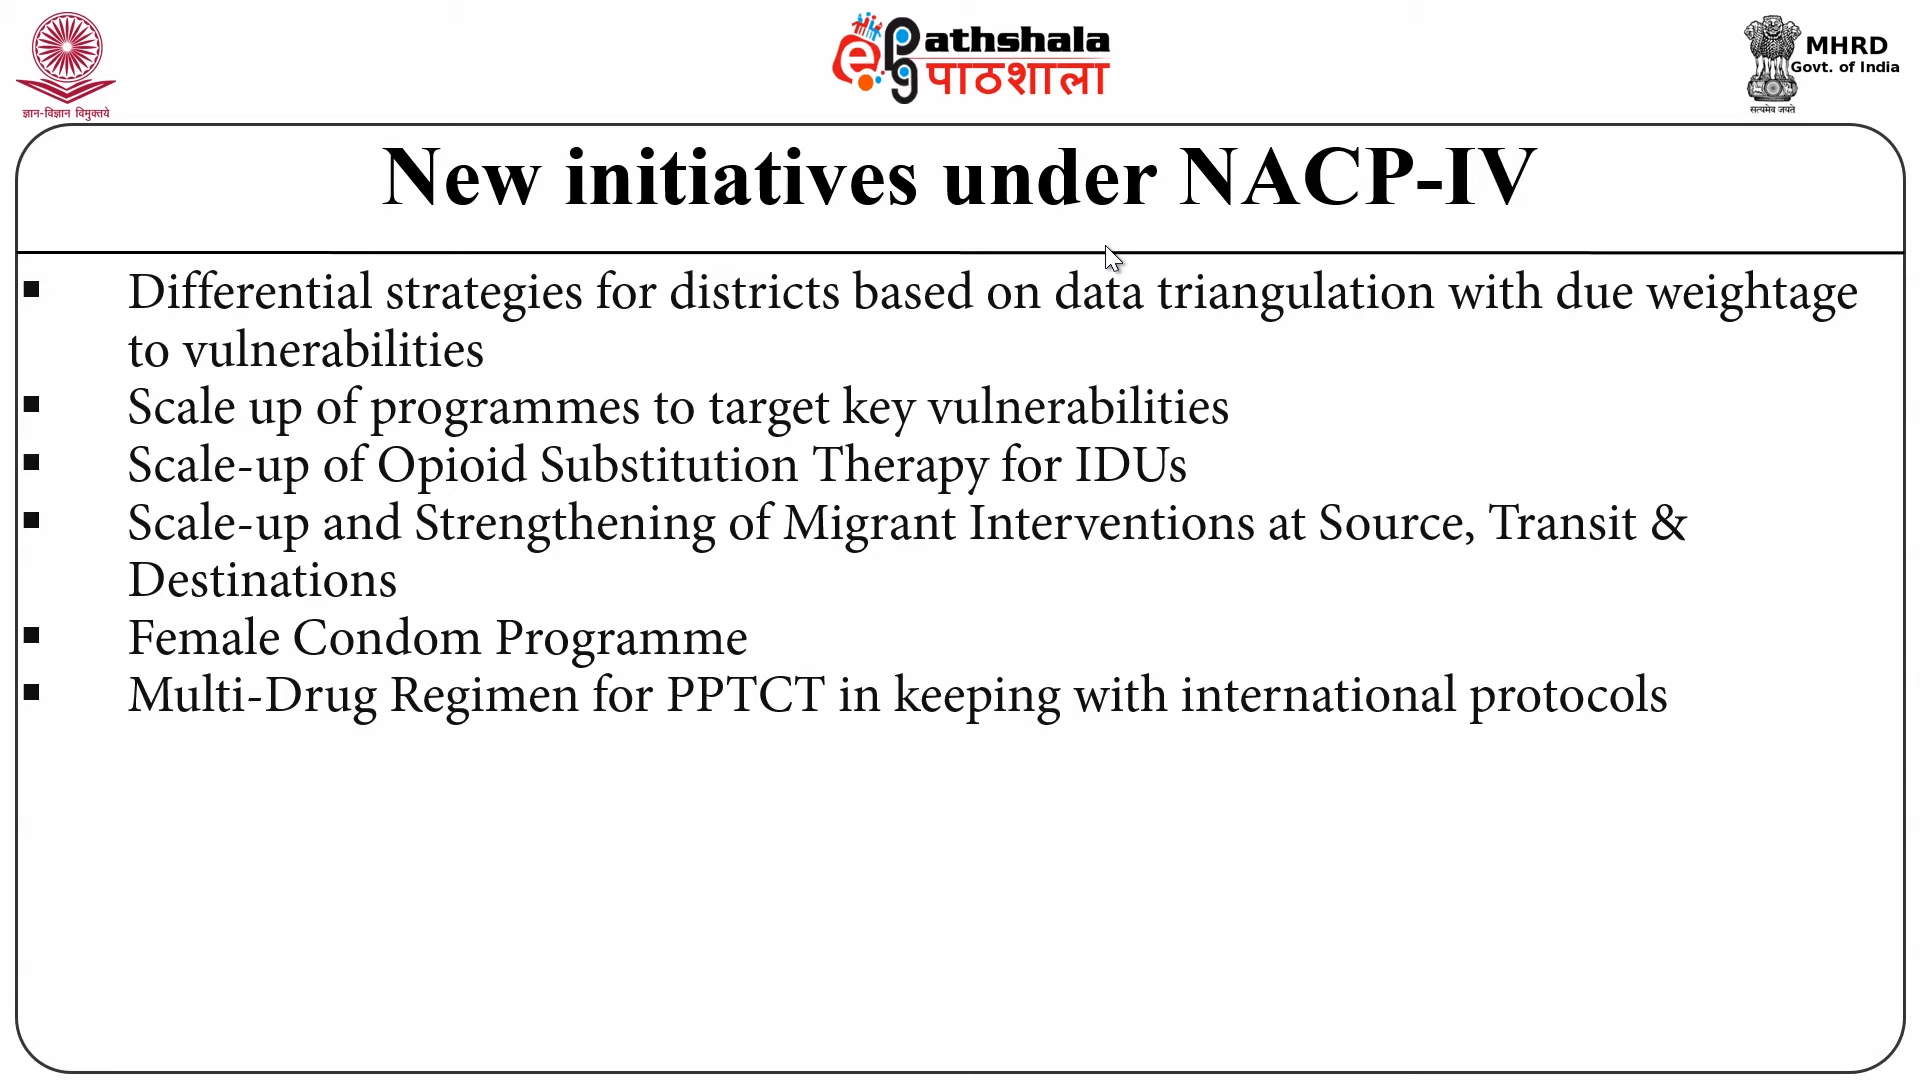 ज्ञान-विज्ञान विमुक्तये
e pg Pathshala
पाठशाला
MHRD
Govt. of India
सत्यमेव जयते
New initiatives under NACP-IV
▪ Differential strategies for districts based on data triangulation with due weightage
to vulnerabilities
▪ Scale up of programmes to target key vulnerabilities
▪ Scale-up of Opioid Substitution Therapy for IDUs
▪ Scale-up and Strengthening of Migrant Interventions at Source, Transit &
Destinations
▪ Female Condom Programme
▪ Multi-Drug Regimen for PPTCT in keeping with international protocols